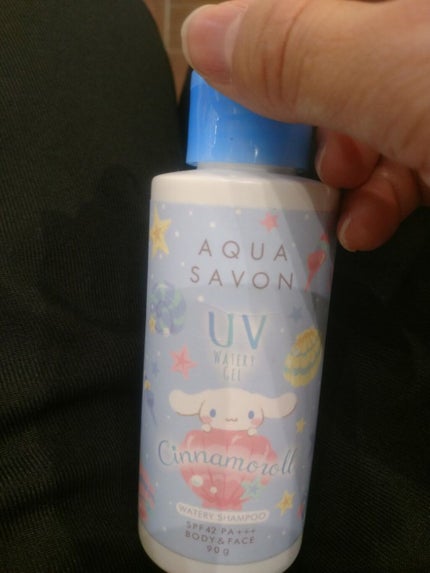 AQUA
SAVON
UV
WATERY
GEL
Cinnamoroll
WATERY SHAMPOO
SPF42 PA+++
BODY & FACE
90g